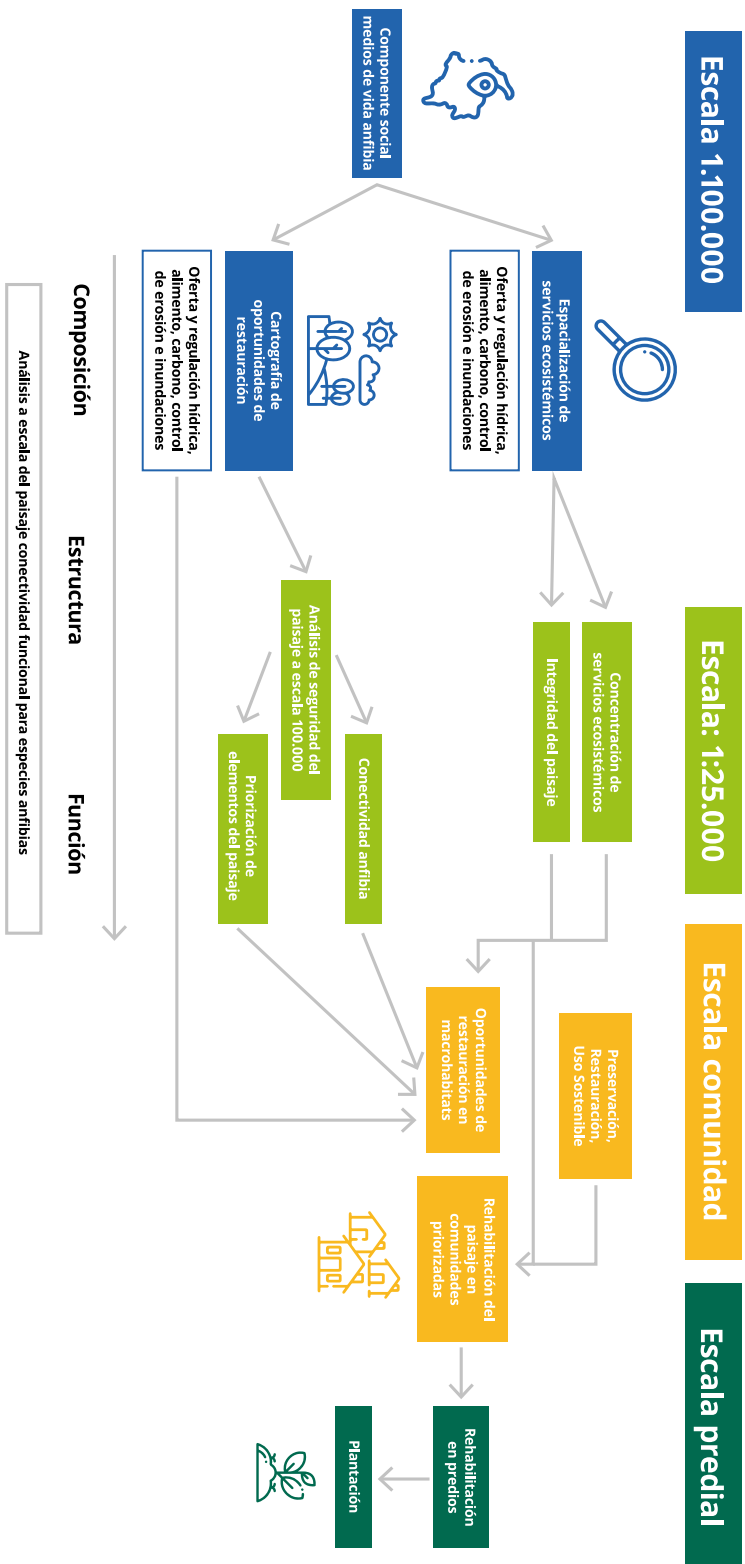 Escala 1.100.000
Escala: 1:25.000
Escala comunidad
Escala predial
Componente social
medios de vida anfibia
Espacialización de
servicios ecosistémicos
Oferta y regulación hídrica,
alimento, carbono, control
de erosión e inundaciones
Cartografía de
oportunidades de
restauración
Oferta y regulación hídrica,
alimento, carbono, control
de erosión e inundaciones
Concentración de
servicios ecosistémicos
Integridad del paisaje
Análisis de seguridad del
paisaje a escala 100.000
Conectividad anfibia
Priorización de
elementos del paisaje
Preservación,
Restauración,
Uso Sostenible
Oportunidades de
restauración en
macrohabitats
Rehabilitación del
paisaje en
comunidades
priorizadas
Rehabilitación
en predios
Plantación
Composición
Estructura
Función
Análisis a escala del paisaje conectividad funcional para especies anfibias